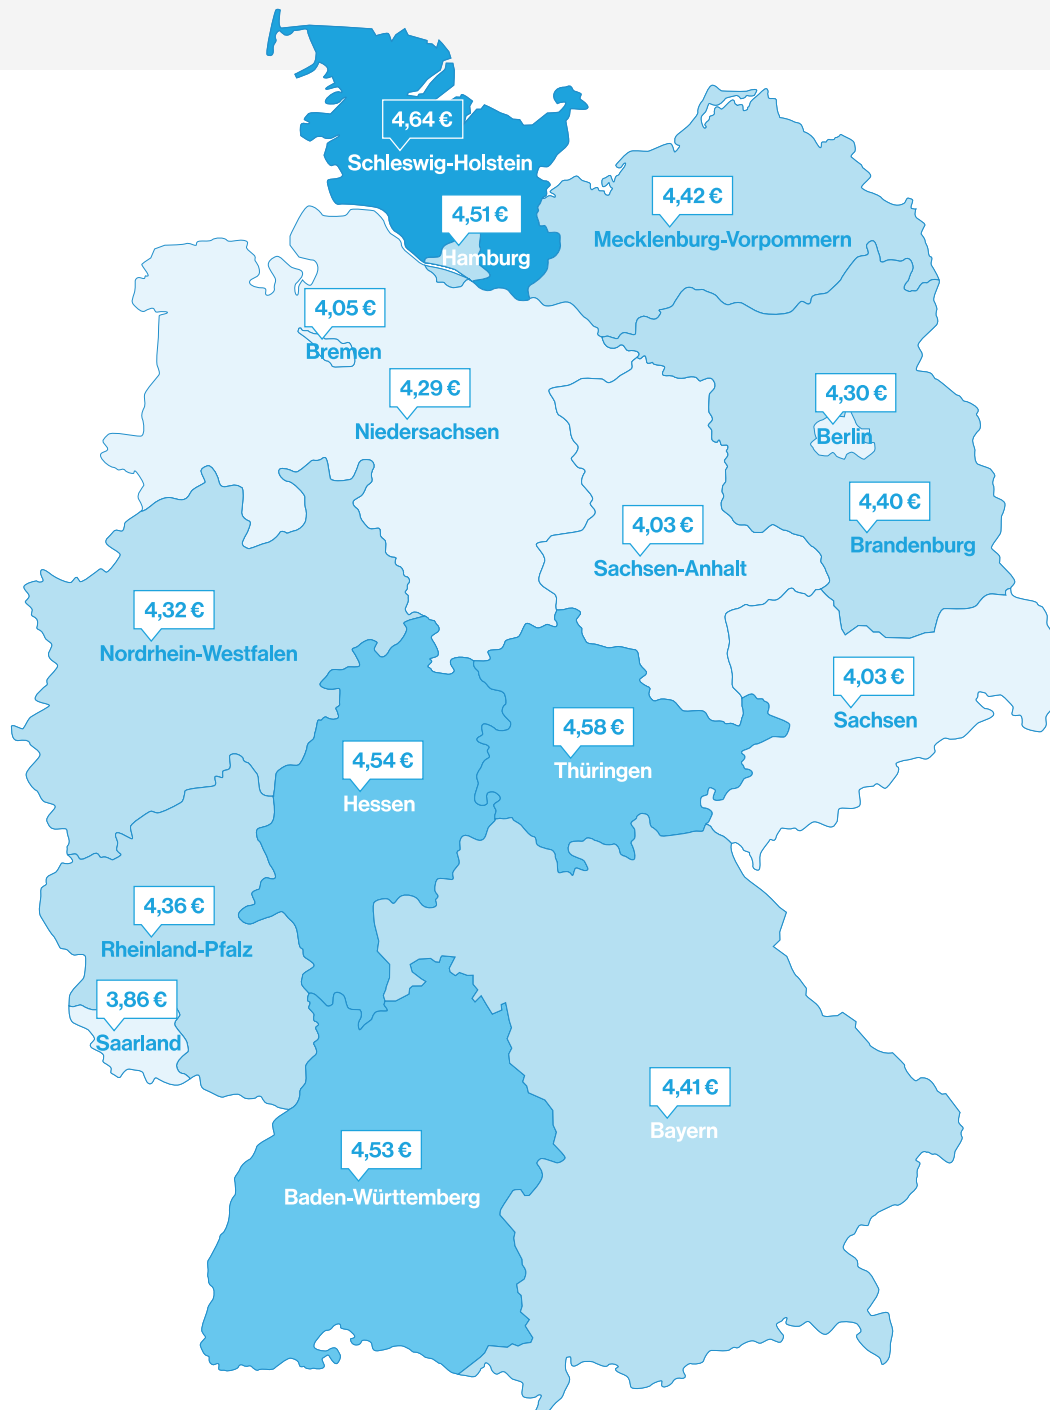 4,64 €
Schleswig-Holstein
4,51 €
Hamburg
4,42 €
Mecklenburg-Vorpommern
4,05 €
Bremen
4,29 €
Niedersachsen
4,30 €
Berlin
4,40 €
Brandenburg
4,03 €
Sachsen-Anhalt
4,32 €
Nordrhein-Westfalen
4,03 €
Sachsen
4,58 €
Thüringen
4,54 €
Hessen
4,36 €
Rheinland-Pfalz
3,86 €
Saarland
4,41 €
Bayern
4,53 €
Baden-Württemberg